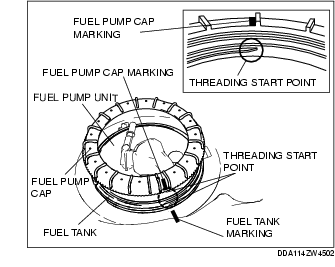 FUEL PUMP CAP
MARKING
FUEL PUMP CAP MARKING
THREADING START POINT
FUEL PUMP UNIT
THREADING START
POINT
FUEL PUMP
CAP
FUEL TANK
MARKING
FUEL TANK
DDA114ZW4502